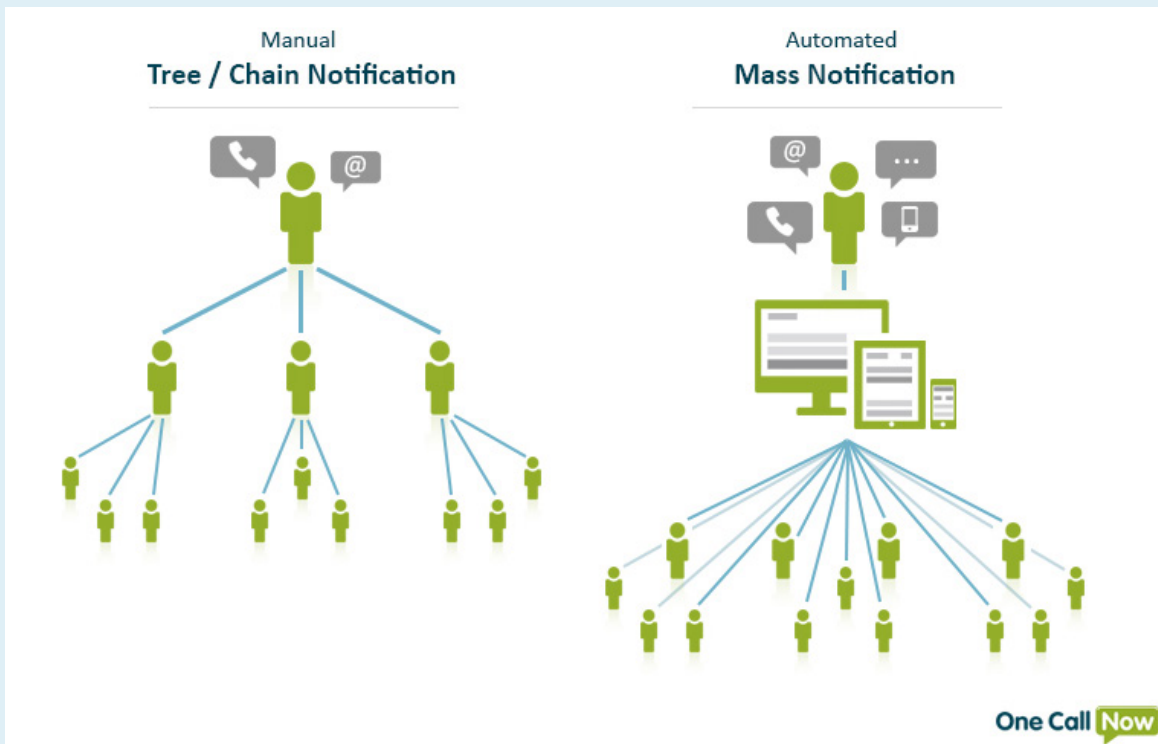 Manual
Tree / Chain Notification
Automated
Mass Notification
@
@
...
One Call Now